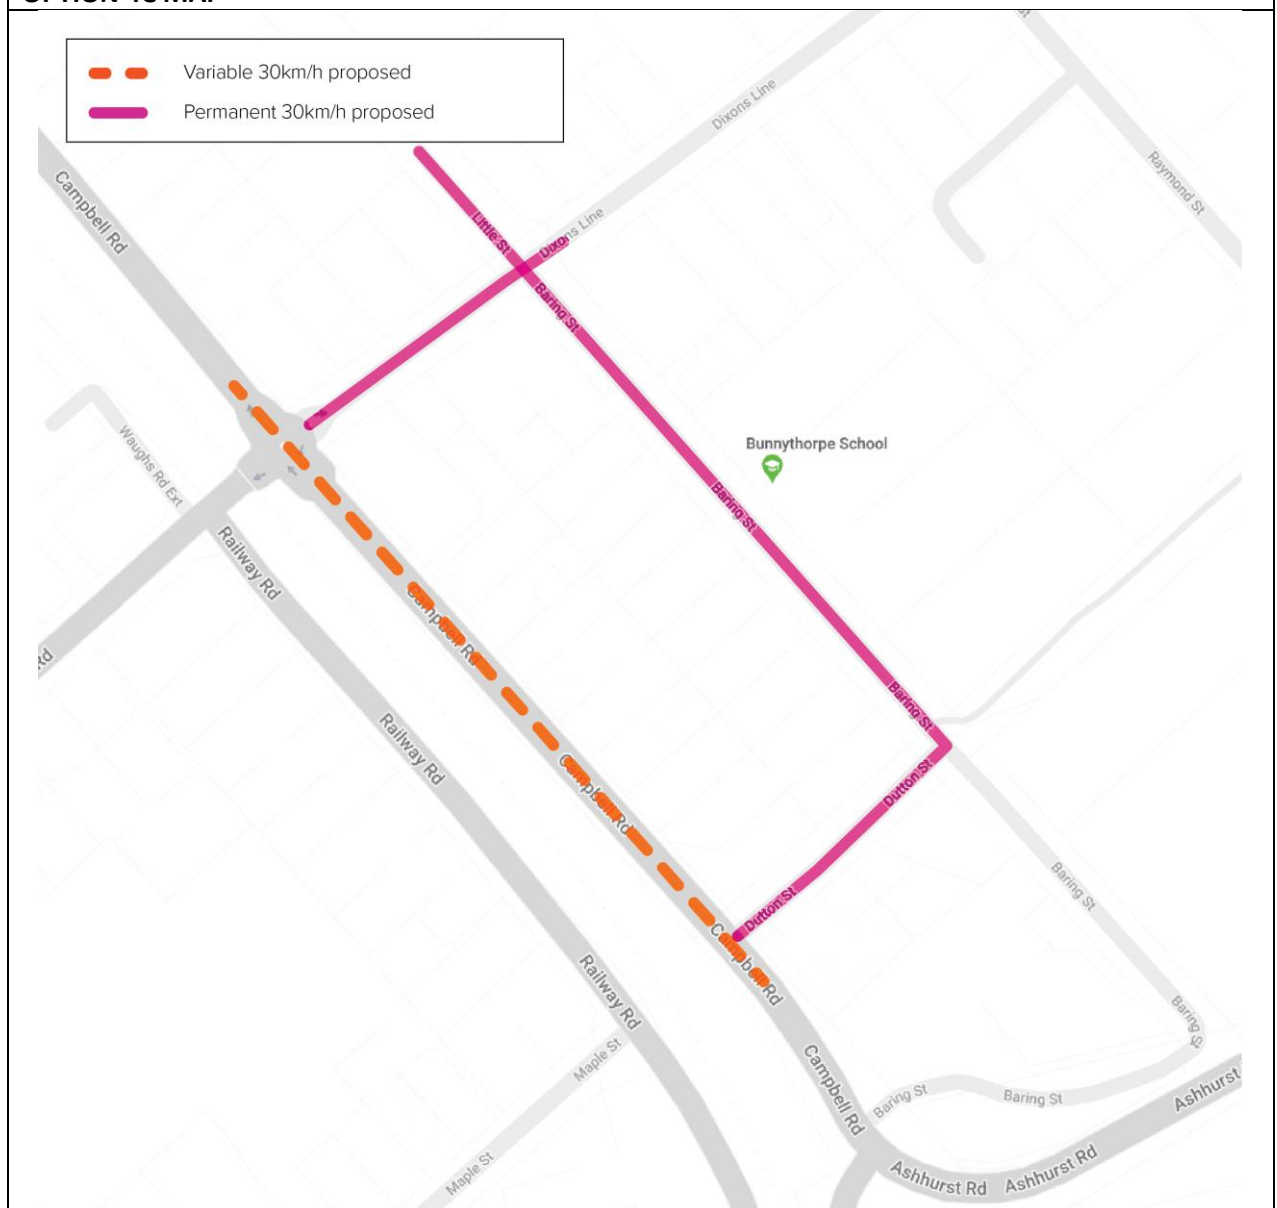 Variable 30km/h proposed
Permanent 30km/h proposed
Dixons Line
Raymond St
Campbell Rd
Little St
Dixons Line
Baring St
Bunnythorpe School
Waughs Rd Ext
Baring St
Railway Rd
Campbell Rd
Rd
Baring St
Railway Rd
Dutton St
Campbell Rd
Baring St
Dutton St
Campbell Rd
Railway Rd
Baring St
Maple St
Campbell Rd
Baring St
Baring St
Ashhurst
Maple St
Ashhurst Rd
Ashhurst Rd